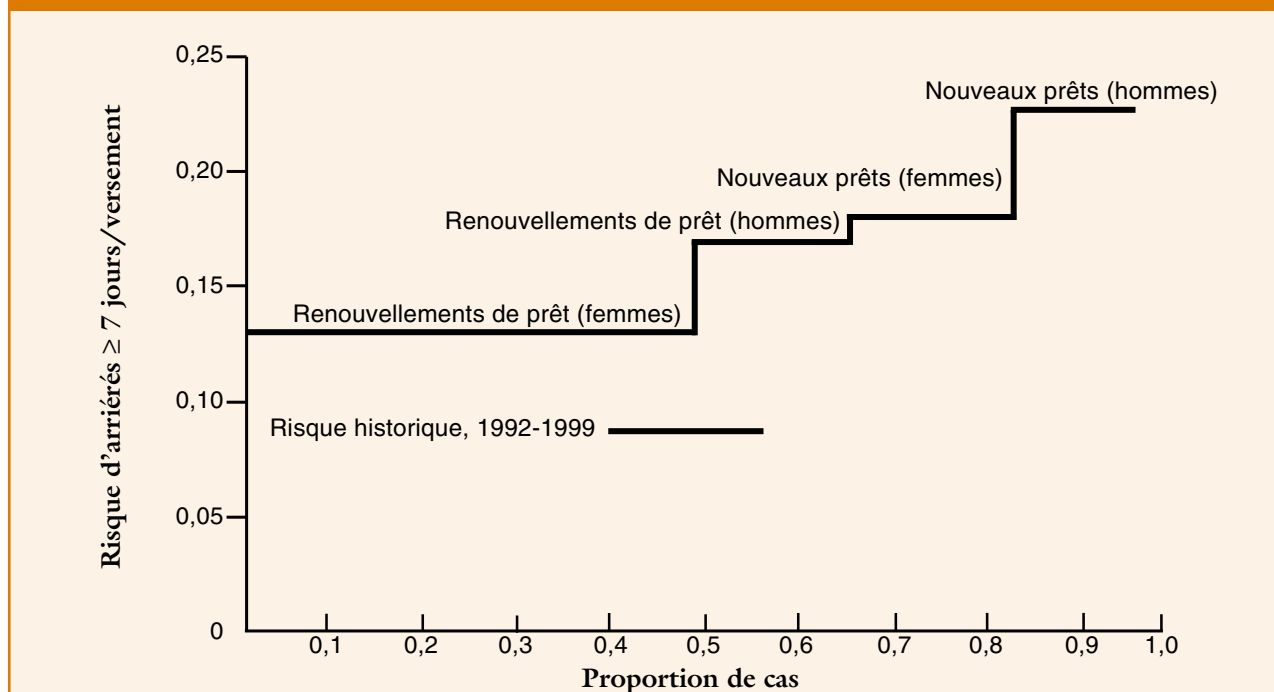 Risque d'arriérés ≥ 7 jours/versement
0,25
0,20
0,15
0,10
0,05
0
Nouveaux prêts (hommes)
Nouveaux prêts (femmes)
Renouvellements de prêt (hommes)
Renouvellements de prêt (femmes)
Risque historique, 1992-1999
0,1 0,2 0,3 0,4 0,5 0,6 0,7 0,8 0,9 1,0
Proportion de cas